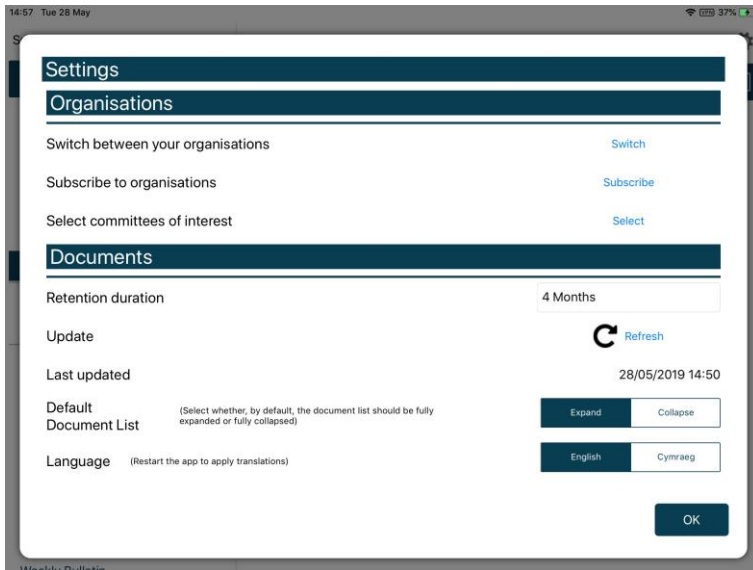 14:57 Tue 28 May
VPN 37%
S
Settings
Organisations
Switch between your organisations Switch
Subscribe to organisations Subscribe
Select committees of interest Select
Documents
Retention duration 4 Months
Update Refresh
Last updated 28/05/2019 14:50
Default
Document List
(Select whether, by default, the document list should be fully
expanded or fully collapsed)
Expand Collapse
Language (Restart the app to apply translations) English Cymraeg
OK
Weekly Bulletin